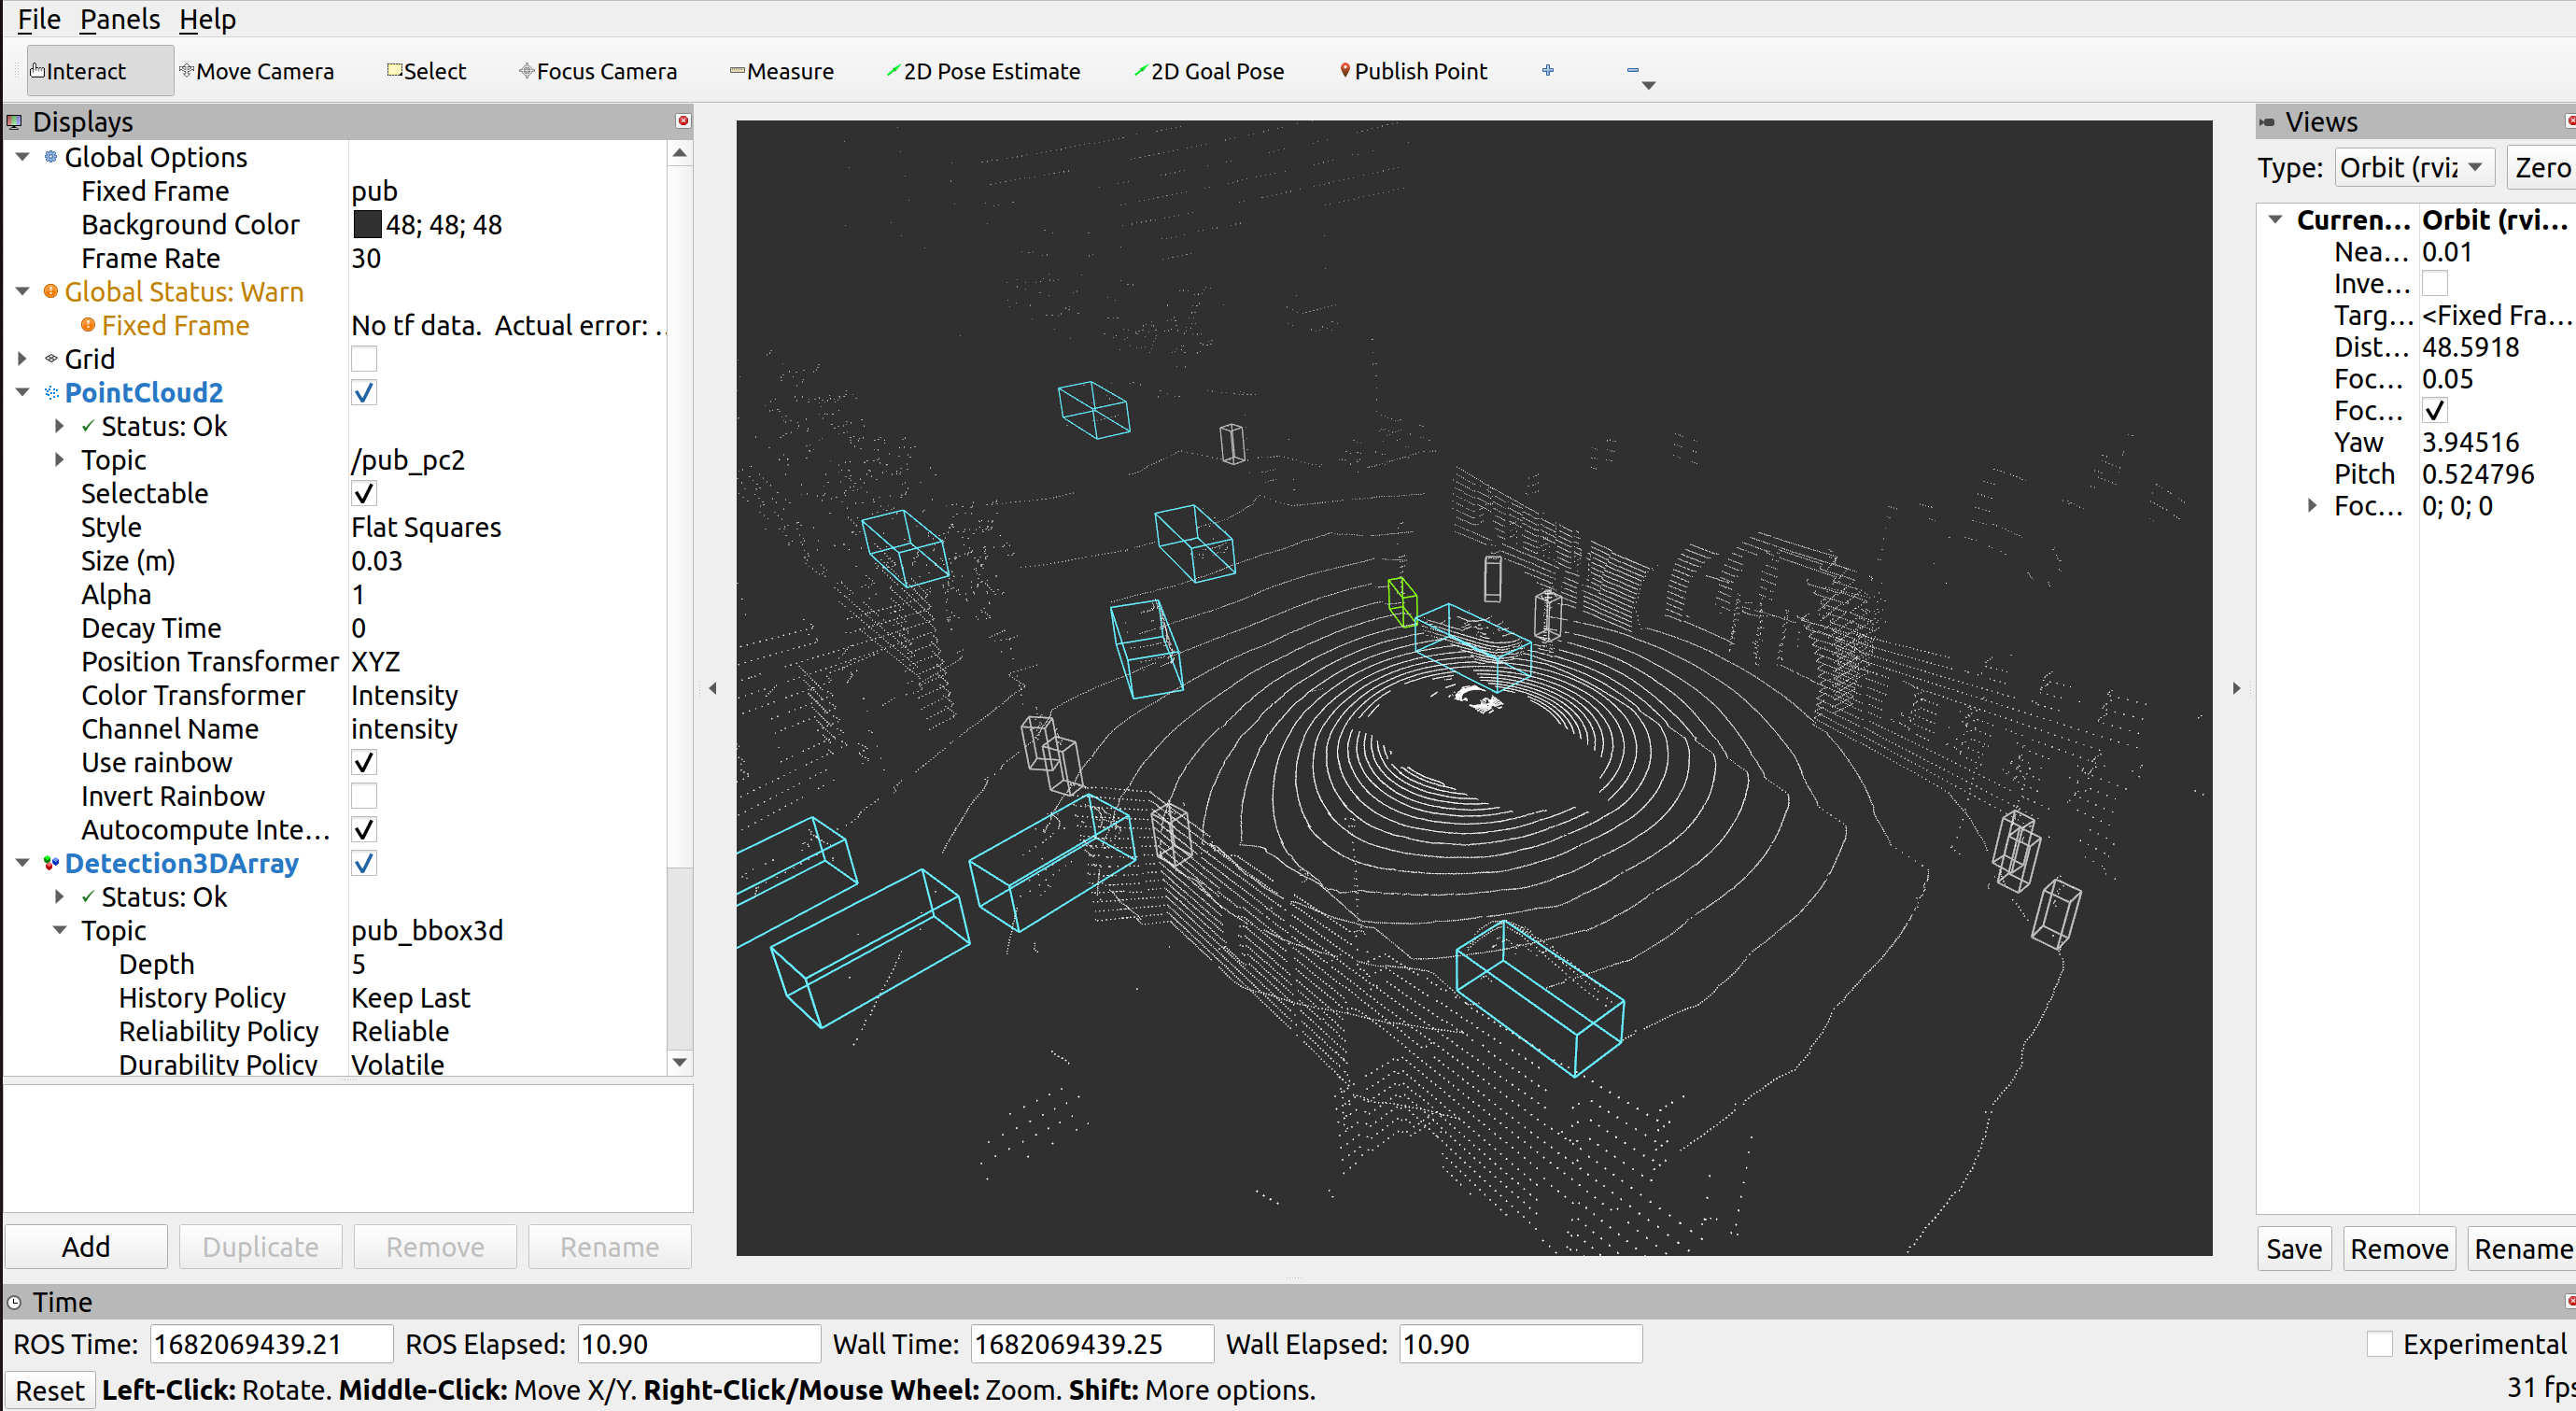 File Panels Help
Interact Move Camera Select Focus Camera Measure 2D Pose Estimate 2D Goal Pose Publish Point
Displays
Global Options
Fixed Frame pub
Background Color 48; 48; 48
Frame Rate 30
Global Status: Warn
Fixed Frame No tf data. Actual error: ..
Grid
PointCloud2
Status: Ok
Topic /pub_pc2
Selectable
Style Flat Squares
Size (m) 0.03
Alpha 1
Decay Time 0
Position Transformer XYZ
Color Transformer Intensity
Channel Name intensity
Use rainbow
Invert Rainbow
Autocompute Inte...
Detection3DArray
Status: Ok
Topic pub_bbox3d
Depth 5
History Policy Keep Last
Reliability Policy Reliable
Durability Policy Volatile
Add Duplicate Remove Rename
Views
Type: Orbit (rviz Zero
Curren... Orbit (rvi...
Nea... 0.01
Inve...
Targ... <Fixed Fra...
Dist... 48.5918
Foc... 0.05
Foc...
Yaw 3.94516
Pitch 0.524796
Foc... 0; 0; 0
Save Remove Rename
Time
ROS Time: 1682069439.21 ROS Elapsed: 10.90 Wall Time: 1682069439.25 Wall Elapsed: 10.90 Experimental
Reset Left-Click: Rotate. Middle-Click: Move X/Y. Right-Click/Mouse Wheel: Zoom. Shift: More options. 31 fps